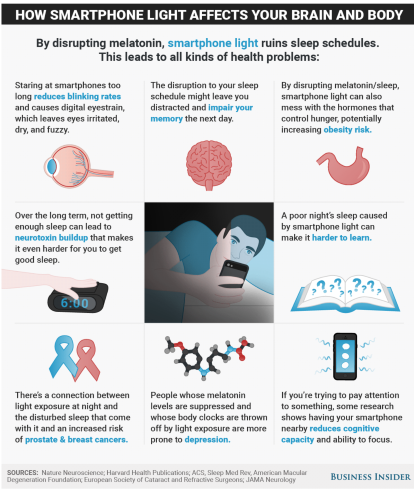 HOW SMARTPHONE LIGHT AFFECTS YOUR BRAIN AND BODY
By disrupting melatonin, smartphone light ruins sleep schedules.
This leads to all kinds of health problems:
Staring at smartphones too
long reduces blinking rates
and causes digital eyestrain,
which leaves eyes irritated,
dry, and fuzzy.
The disruption to your sleep
schedule might leave you
distracted and impair your
memory the next day.
By disrupting melatonin/sleep,
smartphone light can also
mess with the hormones that
control hunger, potentially
increasing obesity risk.
Over the long term, not getting
enough sleep can lead to
neurotoxin buildup that makes
it even harder for you to get
good sleep.
6:00
A poor night's sleep caused
by smartphone light can
make it harder to learn.
? ? ? ? ? ? ? ?
There's a connection between
light exposure at night and
the disturbed sleep that come
with it and an increased risk
of prostate & breast cancers.
People whose melatonin
levels are suppressed and
whose body clocks are thrown
off by light exposure are more
prone to depression.
If you're trying to pay attention
to something, some research
shows having your smartphone
nearby reduces cognitive
capacity and ability to focus.
SOURCES: Nature Neuroscience; Harvard Health Publications; ACS, Sleep Med Rev, American Macular
Degeneration Foundation; European Society of Cataract and Refractive Surgeons; JAMA Neurology
BUSINESS INSIDER